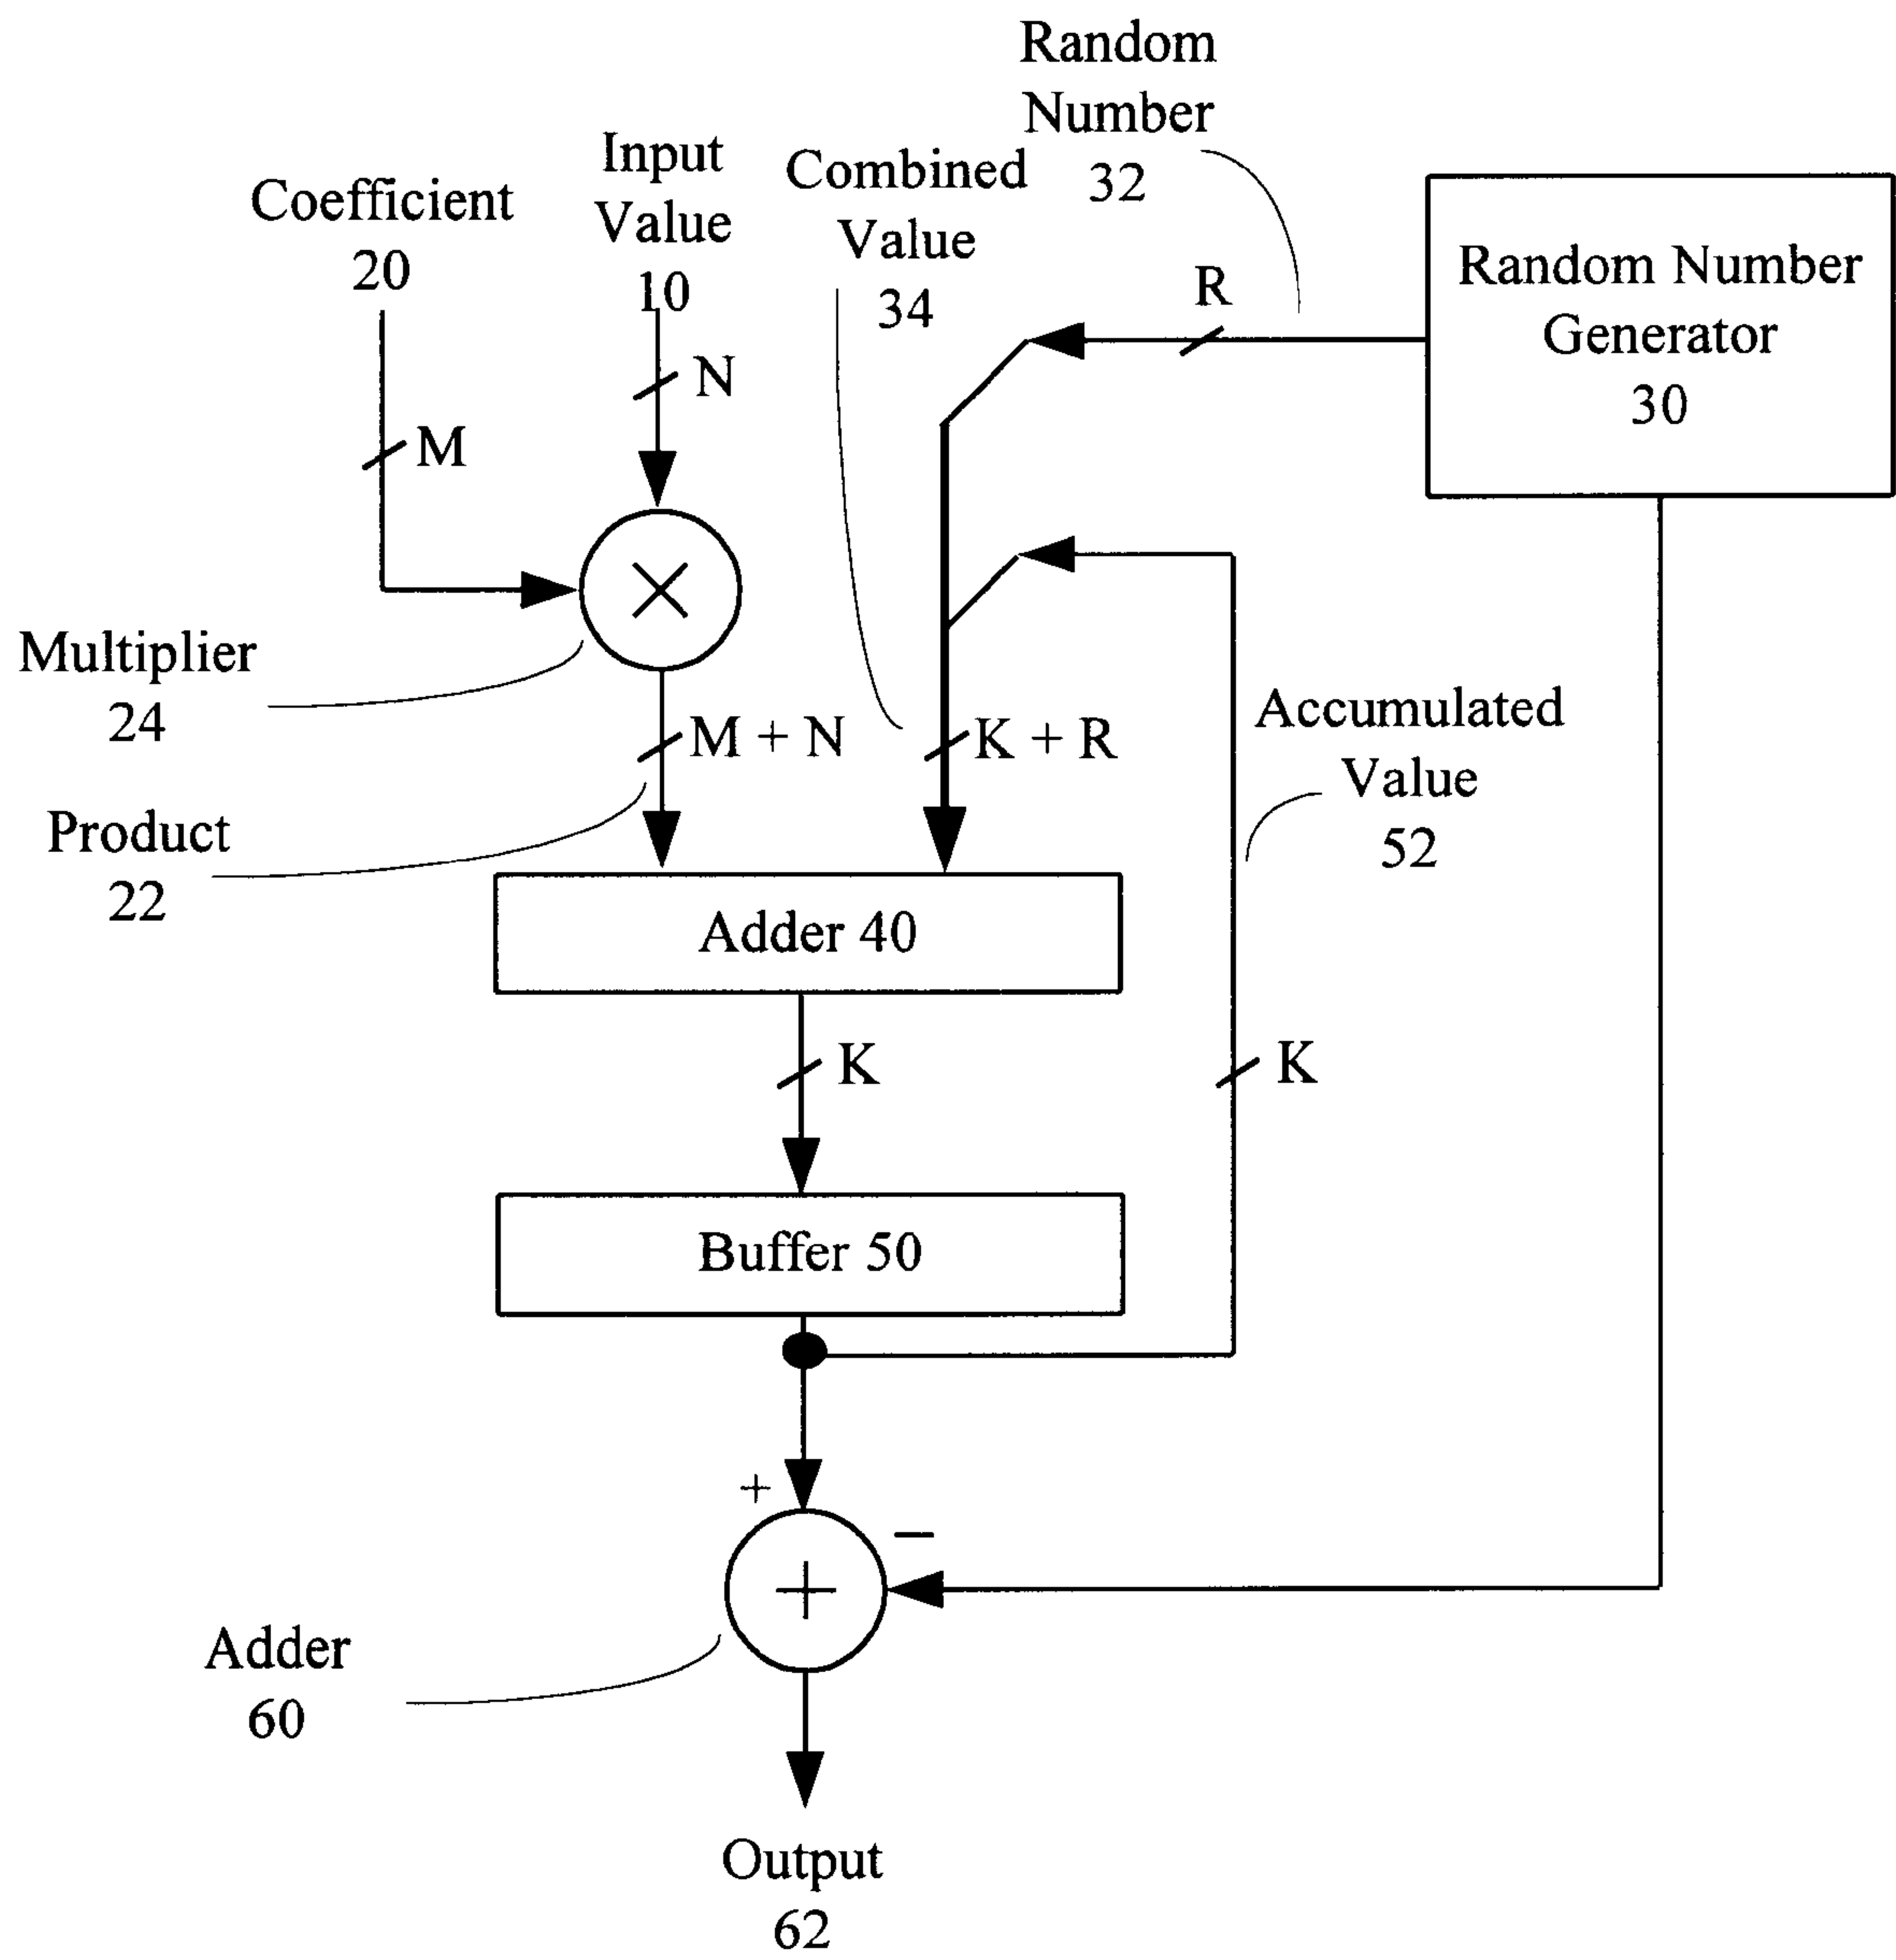 Random
Number
32
Combined
Value
34
Input
Value
10
Coefficient
20
Random Number
Generator
30
R
N
M
×
Multiplier
24
M + N
K + R
Accumulated
Value
52
Product
22
Adder 40
K
K
Buffer 50
+
−
+
Adder
60
Output
62